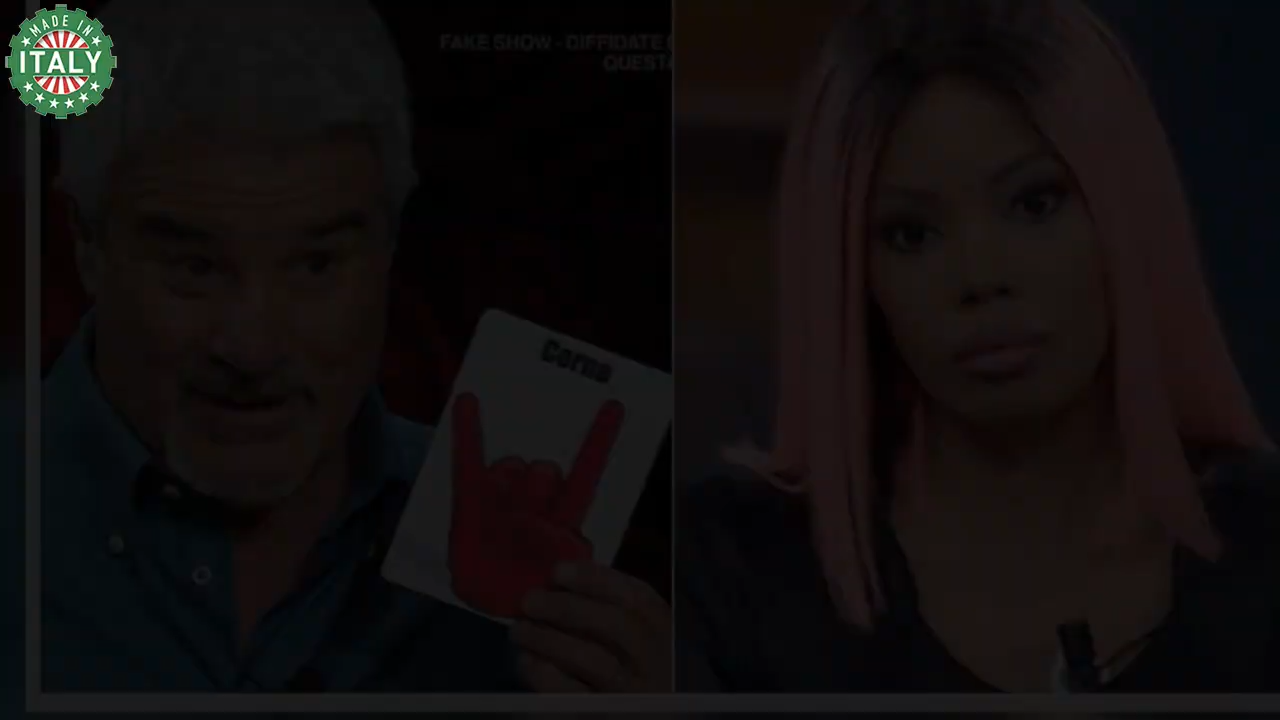 MADE IN
ITALY
FAKE SHOW - DIFFIDATE
QUESTA
Corna